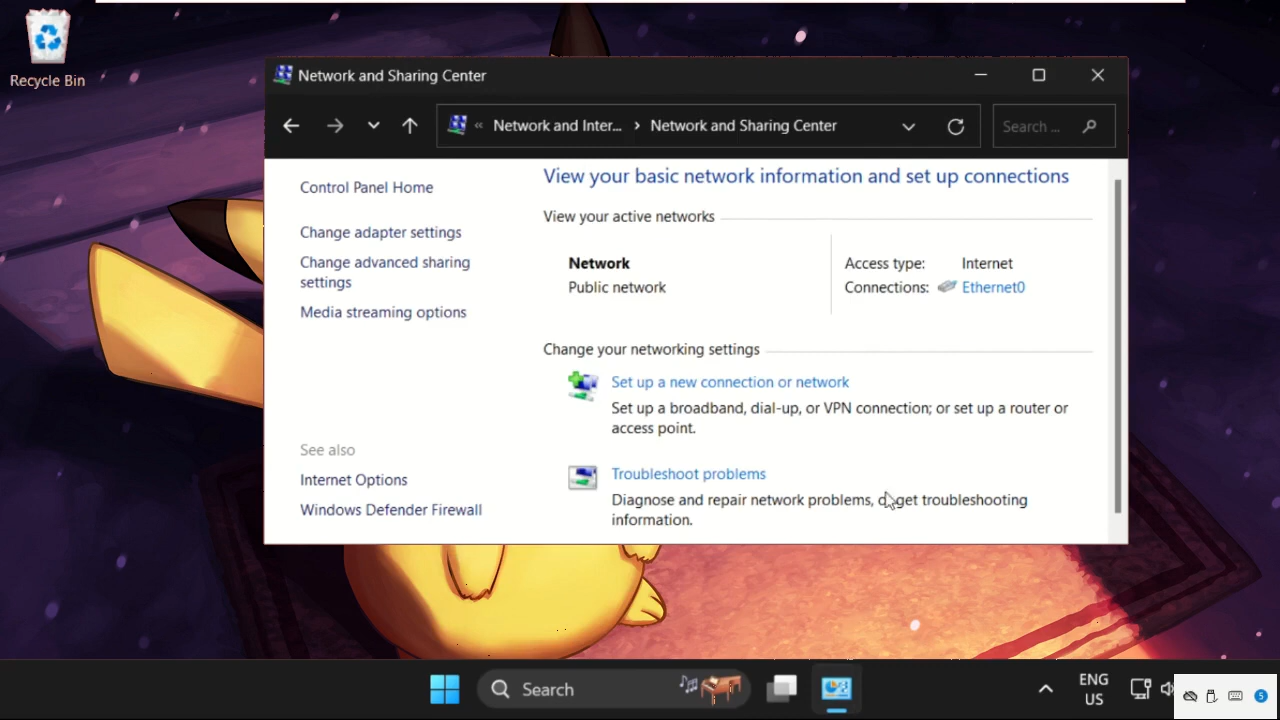 Recycle Bin
Network and Sharing Center
« Network and Inter... › Network and Sharing Center
Search ...
Control Panel Home
Change adapter settings
Change advanced sharing
settings
Media streaming options
See also
Internet Options
Windows Defender Firewall
View your basic network information and set up connections
View your active networks
Network
Public network
Access type: Internet
Connections: Ethernet0
Change your networking settings
Set up a new connection or network
Set up a broadband, dial-up, or VPN connection; or set up a router or
access point.
Troubleshoot problems
Diagnose and repair network problems, or get troubleshooting
information.
Search
ENG
US
5